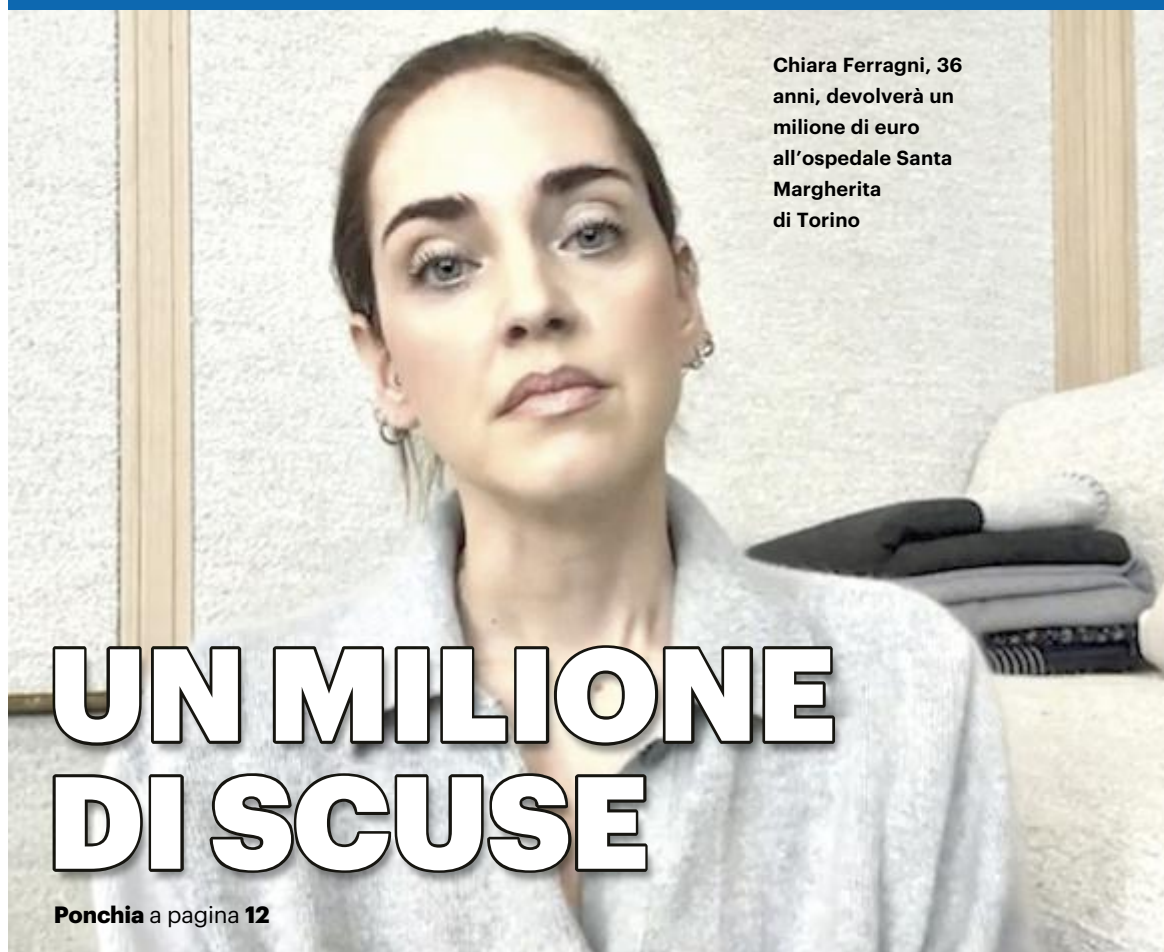 Chiara Ferragni, 36
anni, devolverà un
milione di euro
all’ospedale Santa
Margherita
di Torino
UN MILIONE
DI SCUSE
Ponchia a pagina 12